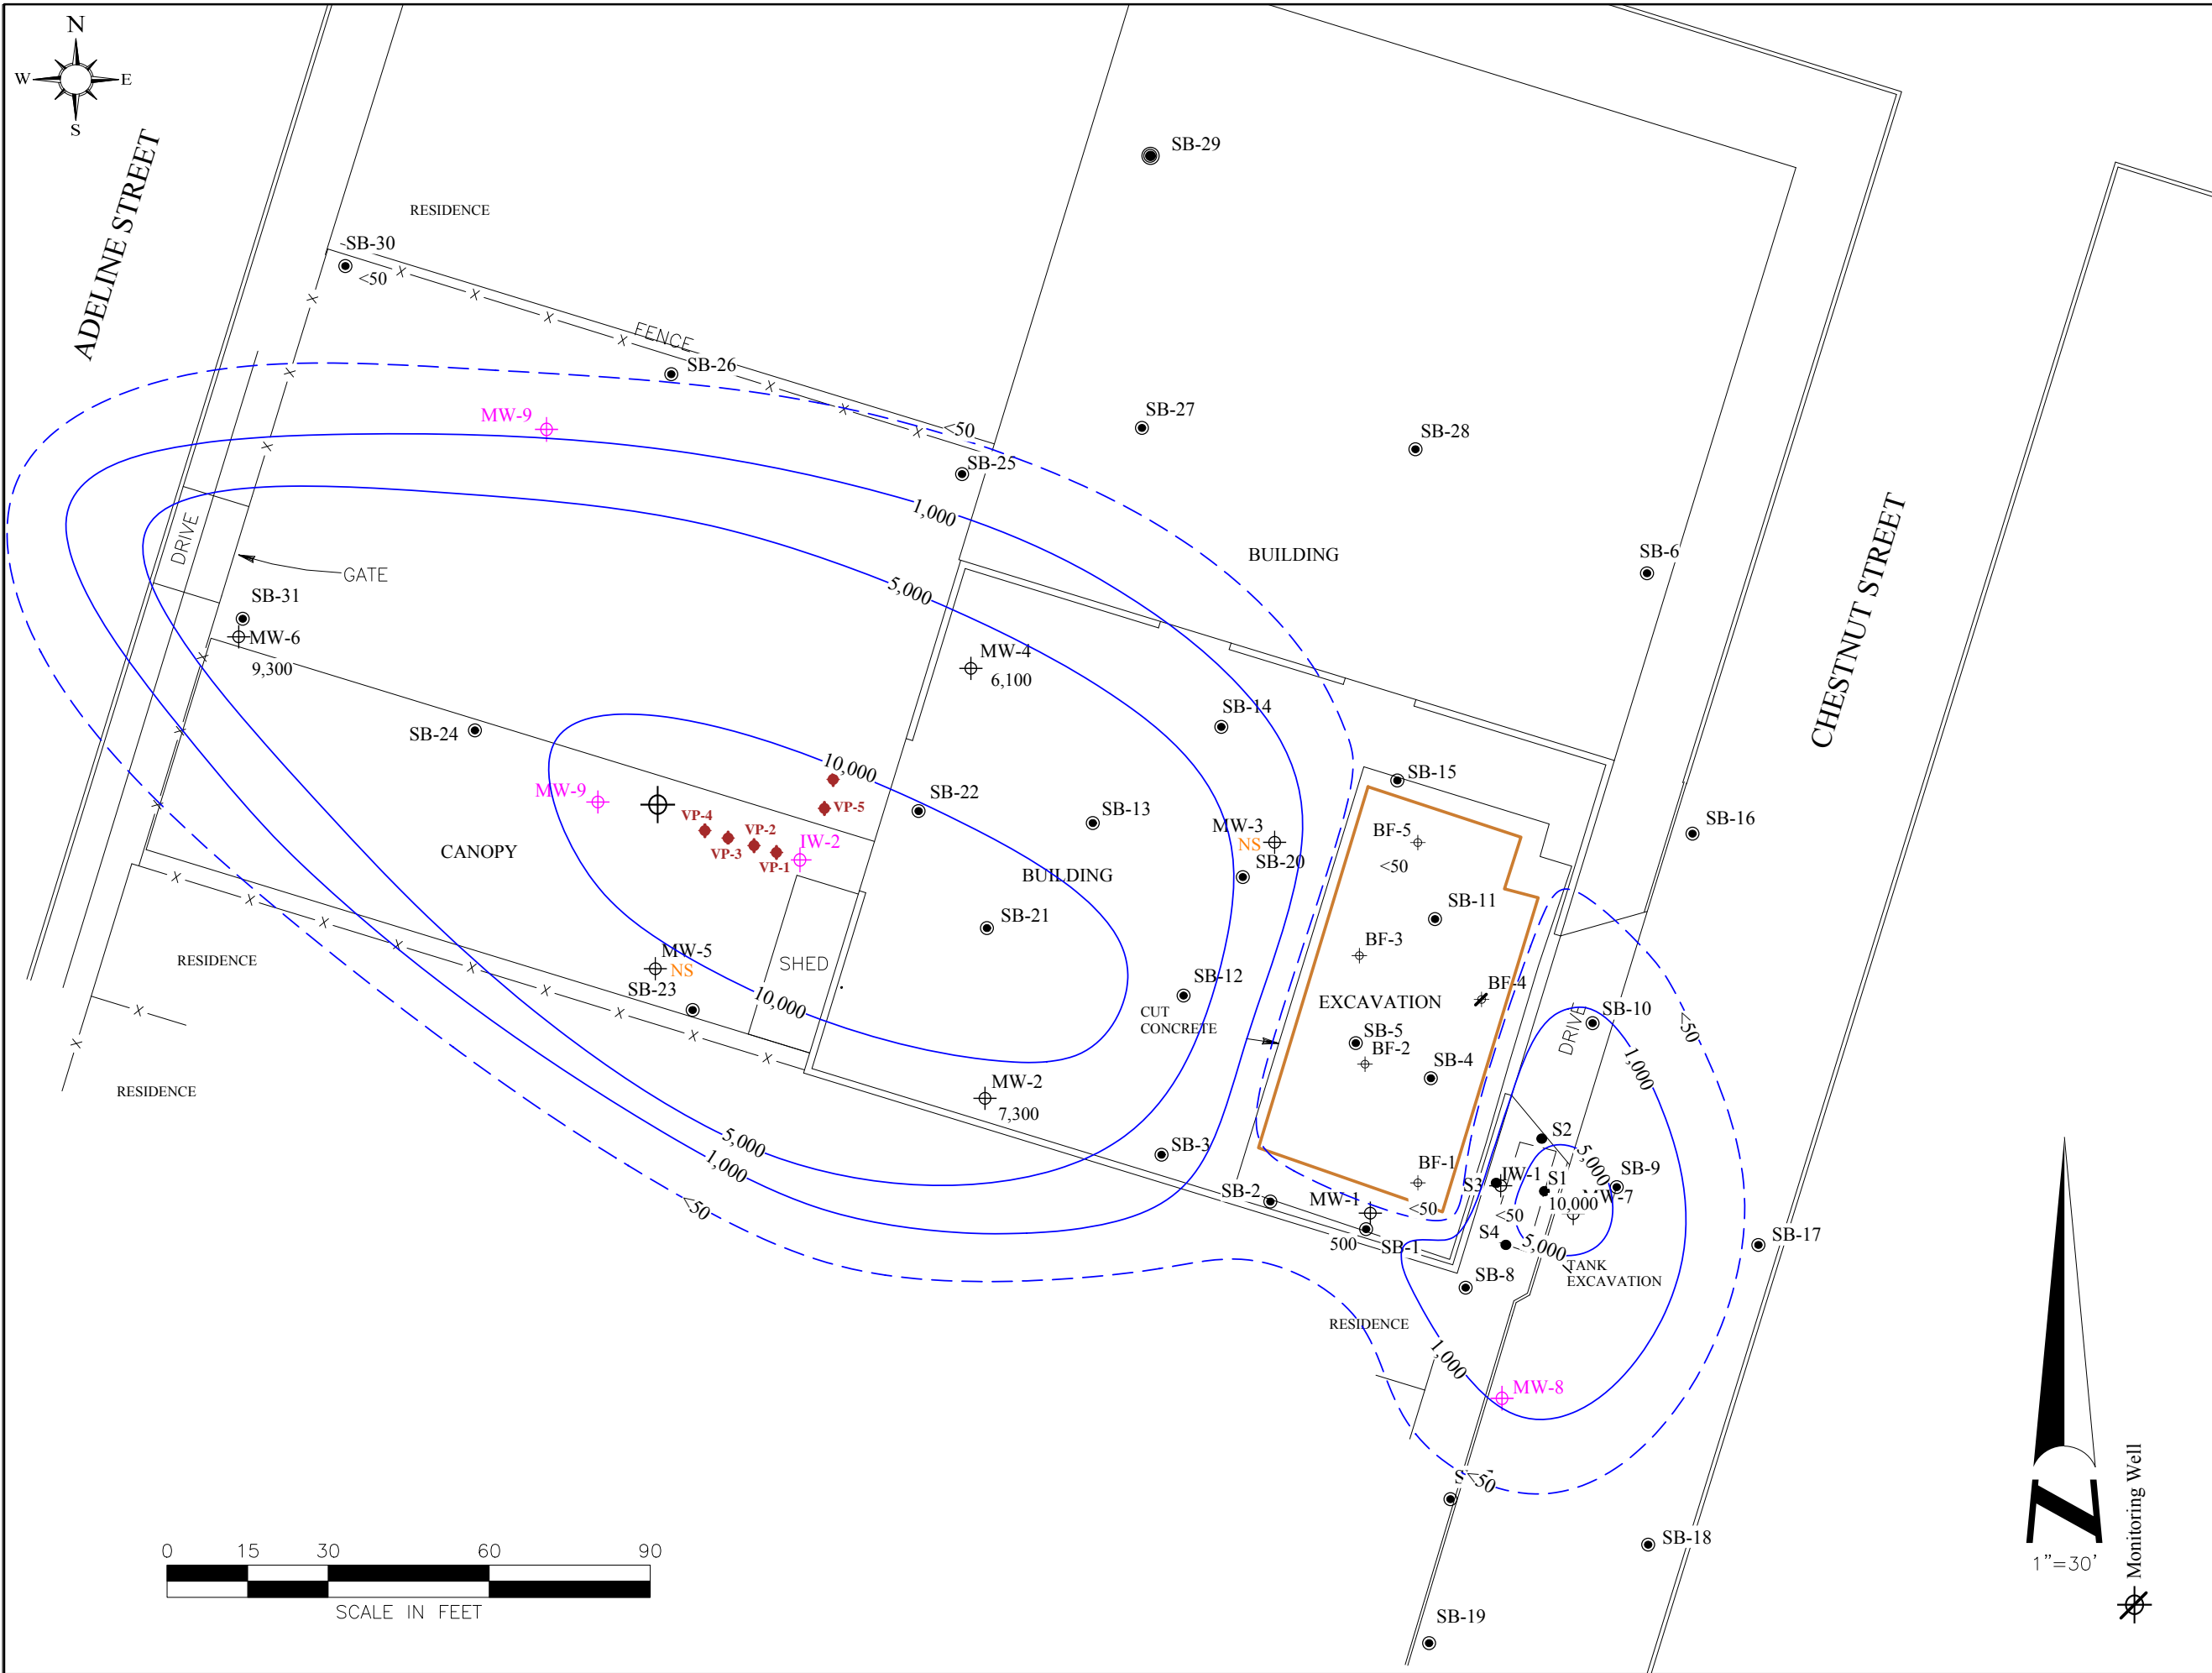 N
W
E
S
ADELINE STREET
RESIDENCE
SB-30
<50
FENCE
SB-26
MW-9
<50
SB-25
SB-29
SB-27
SB-28
1,000
BUILDING
SB-6
CHESTNUT STREET
DRIVE
GATE
5,000
SB-31
MW-6
9,300
MW-4
6,100
SB-14
SB-24
10,000
SB-15
MW-9
VP-5
VP-4
VP-2
VP-3
VP-1
IW-2
SB-22
SB-13
MW-3
NS
SB-20
BF-5
<50
SB-16
CANOPY
BUILDING
SB-21
SB-11
BF-3
MW-5
NS
SHED
SB-23
10,000
SB-12
CUT
CONCRETE
EXCAVATION
BF-4
SB-5
BF-2
SB-4
DRIVE
SB-10
<50
1,000
RESIDENCE
RESIDENCE
MW-2
7,300
SB-3
5,000
1,000
<50
SB-2
MW-1
BF-1
<50
500
SB-1
S2
5,000
SB-9
S3
IW-1
S1
MW-7
10,000
<50
S4
5,000
TANK
EXCAVATION
SB-17
SB-8
RESIDENCE
1,000
MW-8
<50
SB-18
SB-19
0 15 30 60 90
SCALE IN FEET
N
1"=30'
Monitoring Well